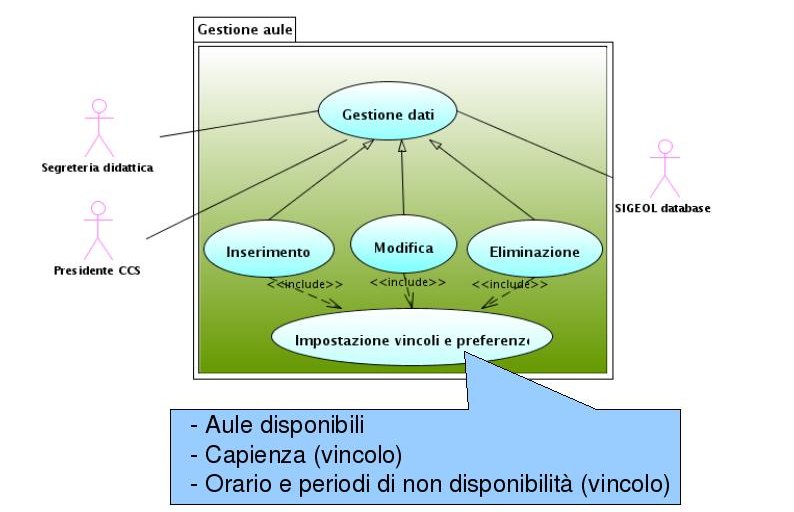 Gestione aule
Gestione dati
Segreteria didattica
SIGEOL database
Presidente CCS
Inserimento
Modifica
Eliminazione
<<include>>
<<include>>
<<include>>
Impostazione vincoli e preferenze
- Aule disponibili
- Capienza (vincolo)
- Orario e periodi di non disponibilità (vincolo)